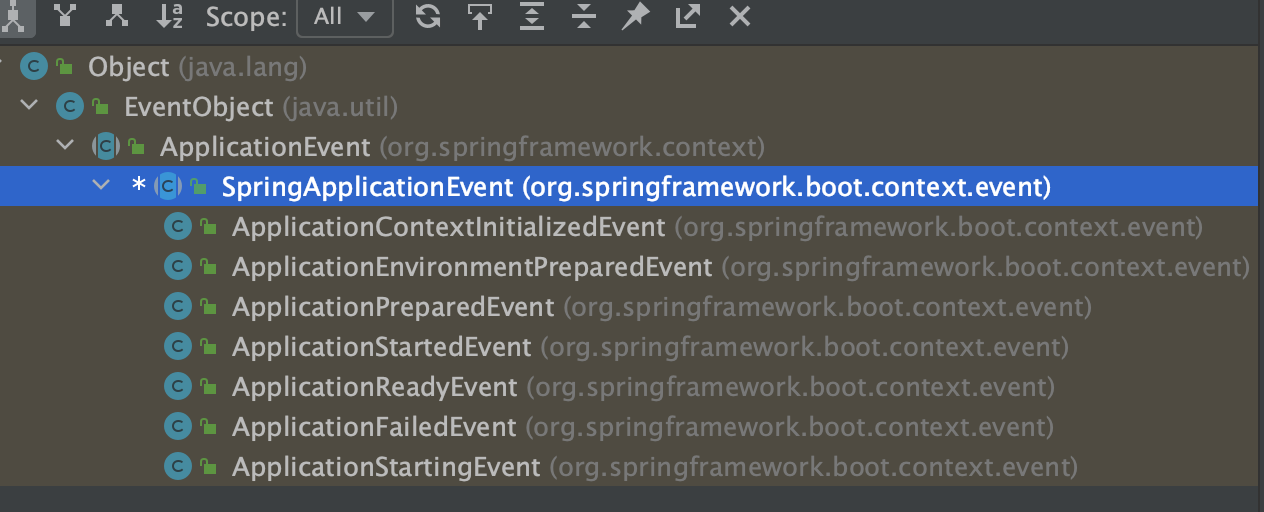 a
z
Scope: All
C Object (java.lang)
C EventObject (java.util)
C ApplicationEvent (org.springframework.context)
* C SpringApplicationEvent (org.springframework.boot.context.event)
C ApplicationContextInitializedEvent (org.springframework.boot.context.event)
C ApplicationEnvironmentPreparedEvent (org.springframework.boot.context.event)
C ApplicationPreparedEvent (org.springframework.boot.context.event)
C ApplicationStartedEvent (org.springframework.boot.context.event)
C ApplicationReadyEvent (org.springframework.boot.context.event)
C ApplicationFailedEvent (org.springframework.boot.context.event)
C ApplicationStartingEvent (org.springframework.boot.context.event)